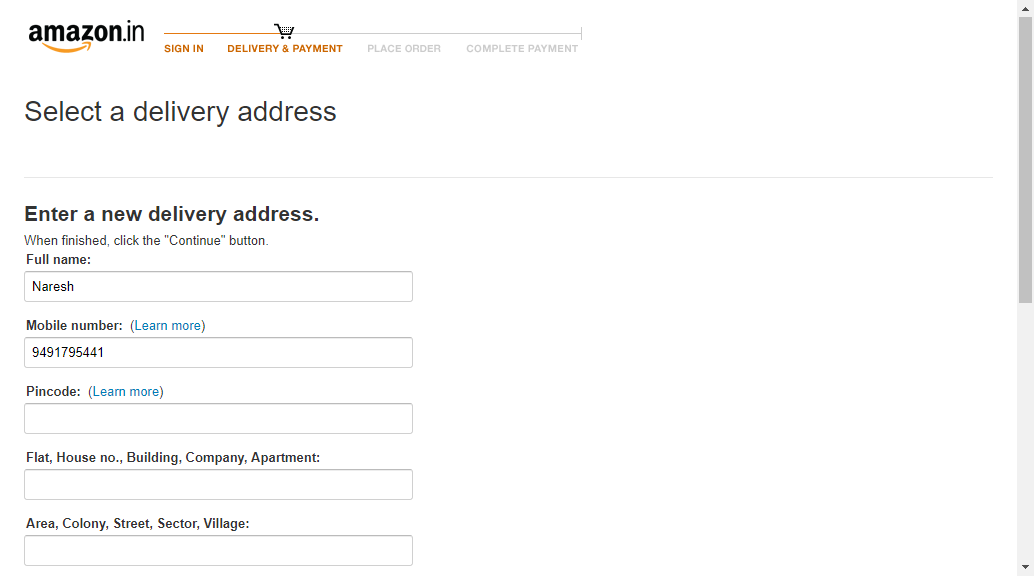 amazon.in
SIGN IN DELIVERY & PAYMENT PLACE ORDER COMPLETE PAYMENT
Select a delivery address
Enter a new delivery address.
When finished, click the "Continue" button.
Full name:
Naresh
Mobile number: (Learn more)
9491795441
Pincode: (Learn more)
Flat, House no., Building, Company, Apartment:
Area, Colony, Street, Sector, Village: